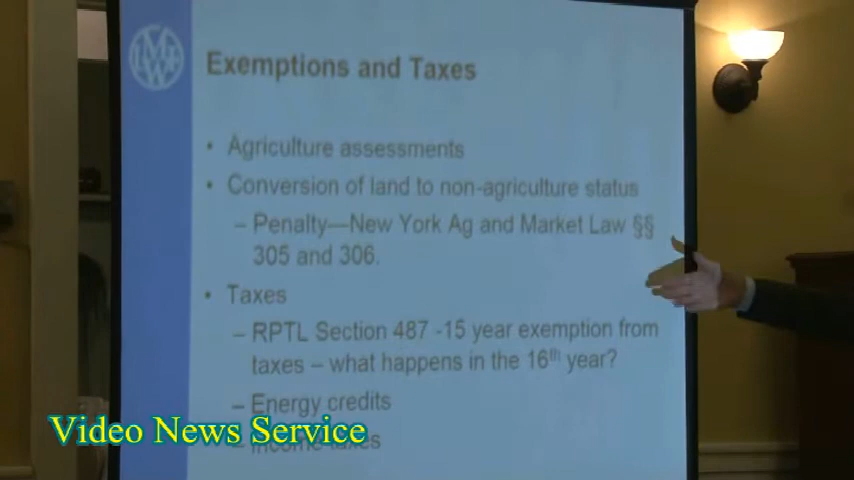 Exemptions and Taxes
• Agriculture assessments
• Conversion of land to non-agriculture status
– Penalty—New York Ag and Market Law §§
305 and 306.
• Taxes
– RPTL Section 487 -15 year exemption from
taxes – what happens in the 16th year?
– Energy credits
– Income taxes
Video News Service